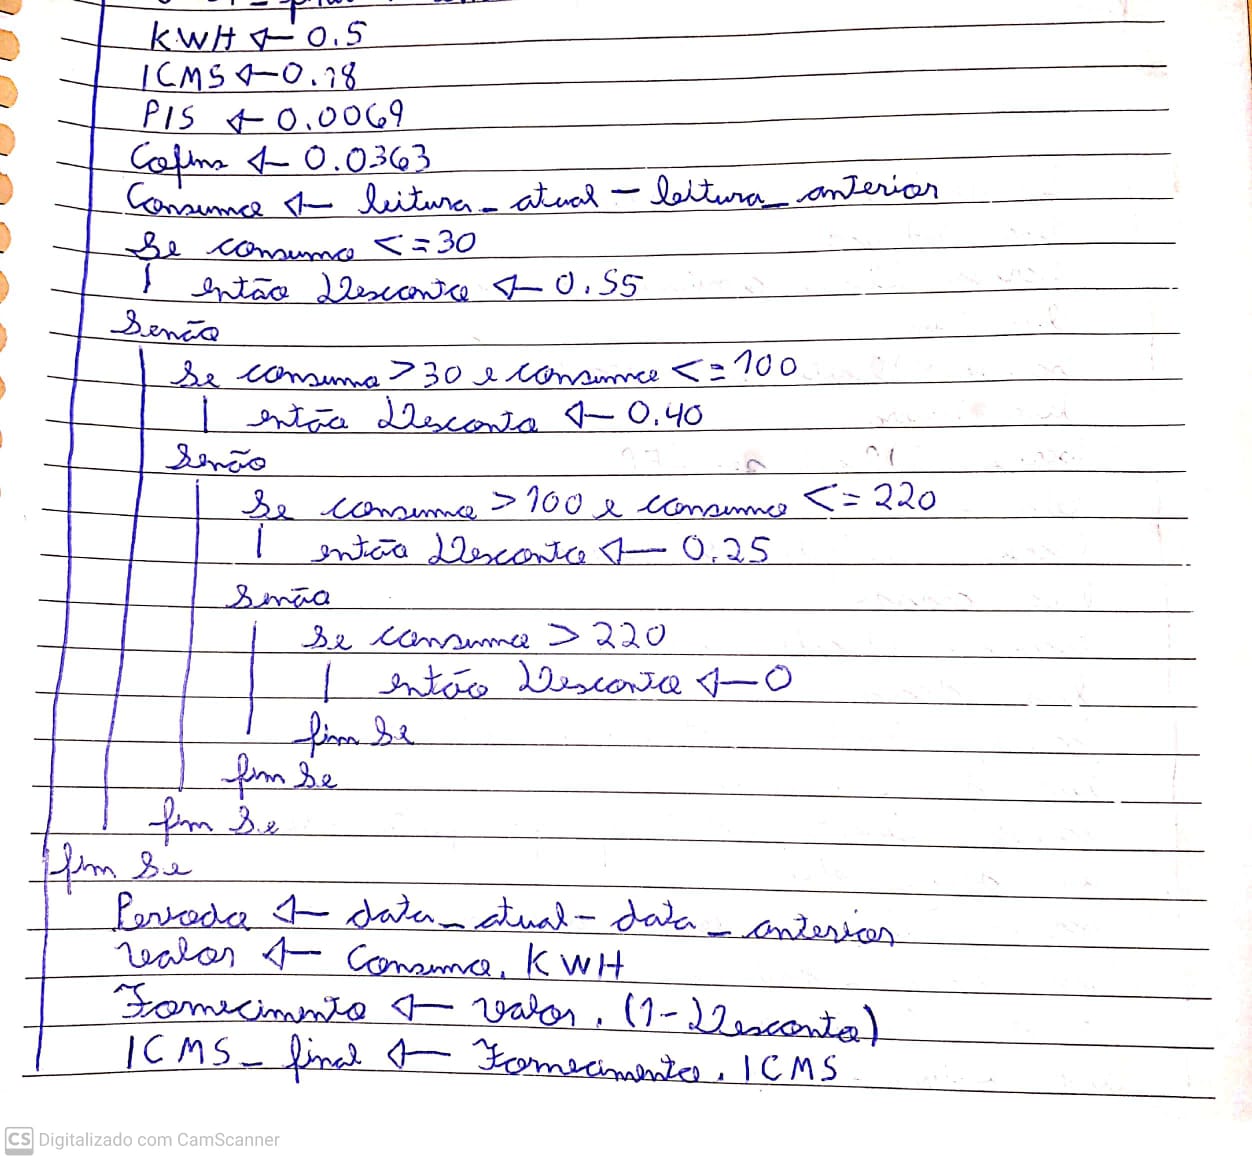 KWH ← 0.5
ICMS ← 0.18
PIS ← 0.0069
Cofins ← 0.0363
Consumo ← leitura_atual - leitura_anterior
Se consumo <= 30
então Desconto ← 0.55
Senão
Se consumo > 30 e consumo <= 100
então Desconto ← 0.40
Senão
Se consumo > 100 e consumo <= 220
então Desconto ← 0.25
Senão
Se consumo > 220
então Desconto ← 0
fim Se
fim Se
fim Se
fim Se
Periodo ← data_atual - data_anterior
valor ← Consumo . KWH
Fornecimento ← valor . (1 - Desconto)
ICMS_final ← Fornecimento . ICMS
CS Digitalizado com CamScanner